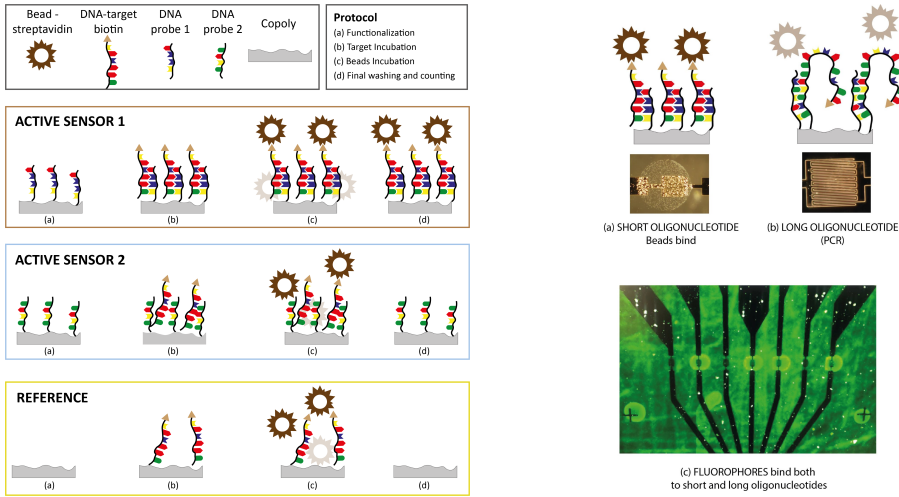 Bead -
streptavidin
DNA-target
biotin
DNA
probe 1
DNA
probe 2
Copoly
Protocol
(a) Functionalization
(b) Target Incubation
(c) Beads Incubation
(d) Final washing and counting
ACTIVE SENSOR 1
(a)
(b)
(c)
(d)
ACTIVE SENSOR 2
(a)
(b)
(c)
(d)
REFERENCE
(a)
(b)
(c)
(d)
(a) SHORT OLIGONUCLEOTIDE
Beads bind
(b) LONG OLIGONUCLEOTIDE
(PCR)
(c) FLUOROPHORES bind both
to short and long oligonucleotides